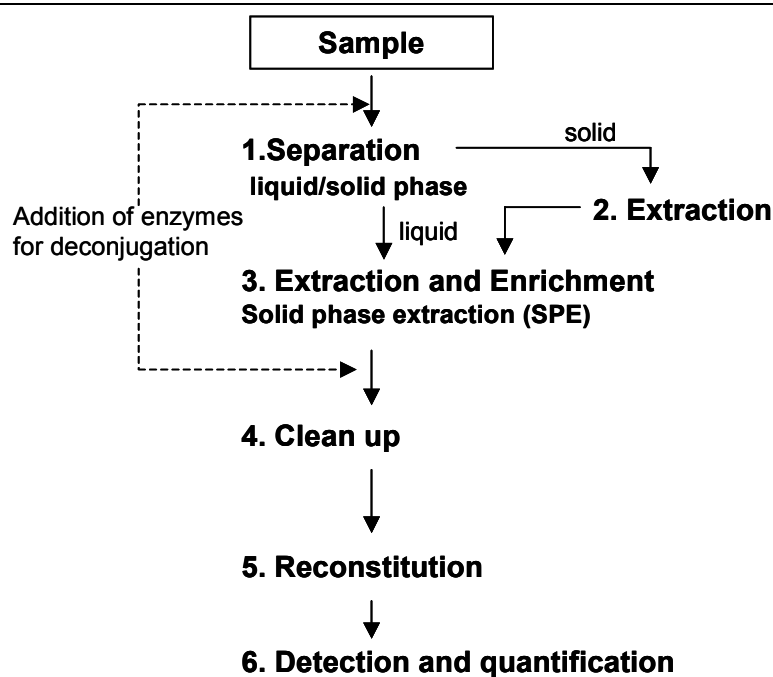 Sample
1.Separation
liquid/solid phase
solid
2. Extraction
Addition of enzymes
for deconjugation
liquid
3. Extraction and Enrichment
Solid phase extraction (SPE)
4. Clean up
5. Reconstitution
6. Detection and quantification